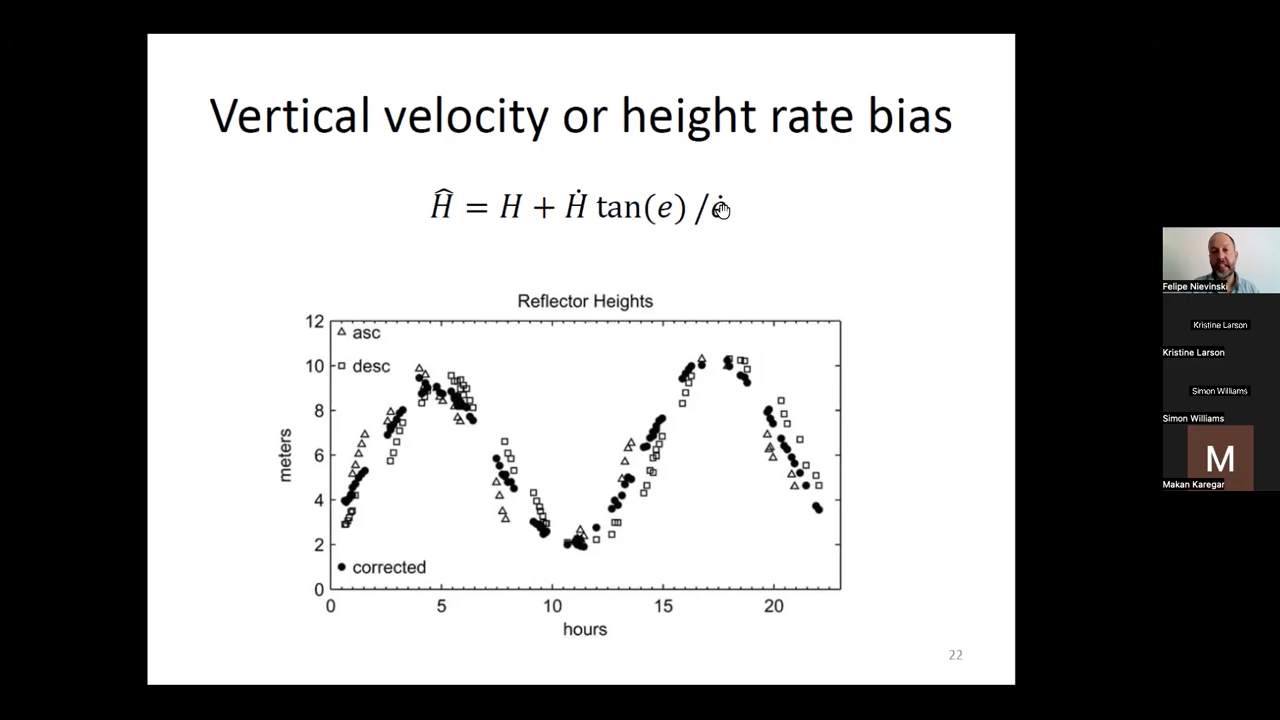 Vertical velocity or height rate bias
Ĥ = H + Ḣ tan(e) /ė
Reflector Heights
12
10
8
6
4
2
0
meters
asc
desc
corrected
0 5 10 15 20
hours
22
Felipe Nievinski
Kristine Larson
Kristine Larson
Simon Williams
Simon Williams
M
Makan Karegar